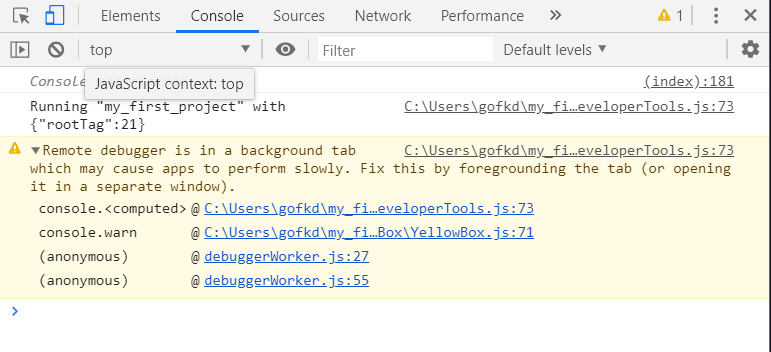 Elements Console Sources Network Performance » 1
top Filter Default levels
Console (index):181
JavaScript context: top
Running "my_first_project" with C:\Users\gofkd\my_fi…eveloperTools.js:73
{"rootTag":21}
Remote debugger is in a background tab C:\Users\gofkd\my_fi…eveloperTools.js:73
which may cause apps to perform slowly. Fix this by foregrounding the tab (or opening
it in a separate window).
console.<computed> @ C:\Users\gofkd\my_fi…eveloperTools.js:73
console.warn @ C:\Users\gofkd\my_fi…Box\YellowBox.js:71
(anonymous) @ debuggerWorker.js:27
(anonymous) @ debuggerWorker.js:55